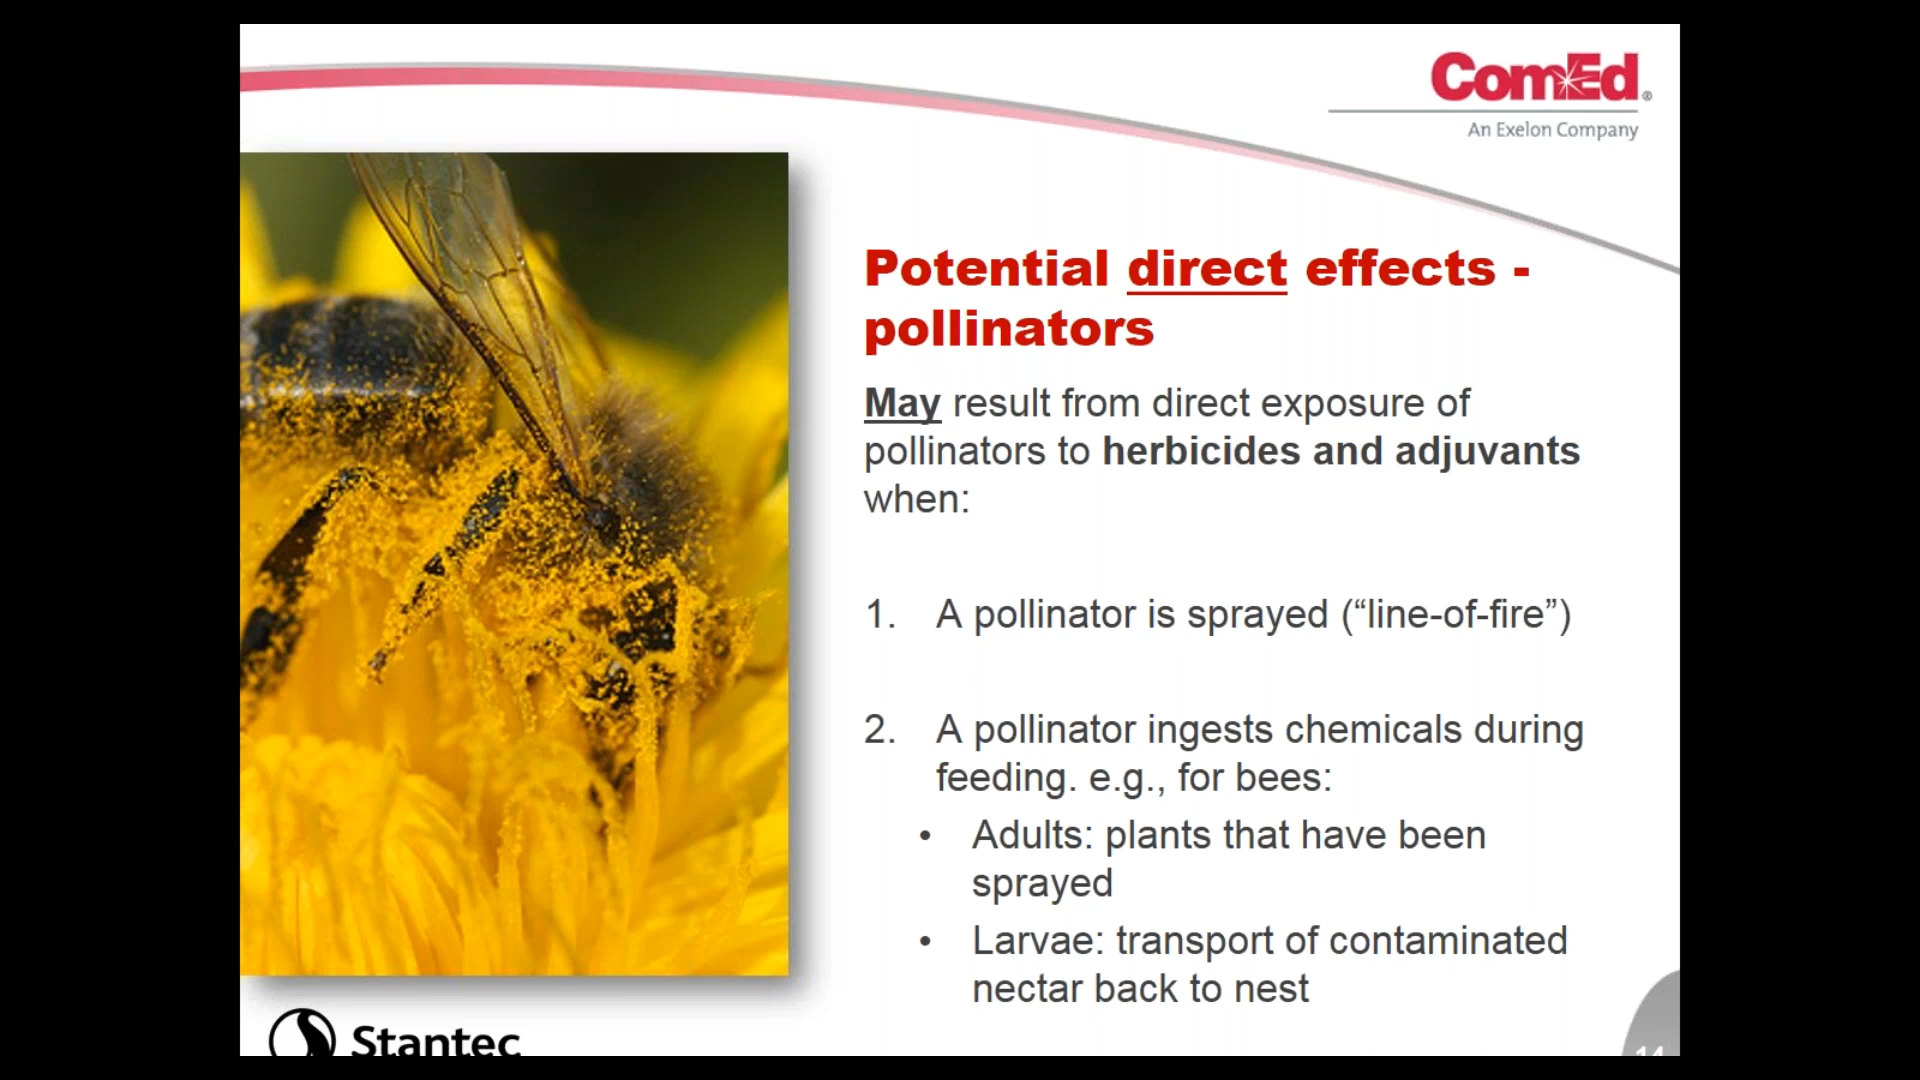 ComEd®
An Exelon Company
Potential direct effects -
pollinators
May result from direct exposure of
pollinators to herbicides and adjuvants
when:
1. A pollinator is sprayed (“line-of-fire”)
2. A pollinator ingests chemicals during
feeding. e.g., for bees:
• Adults: plants that have been
sprayed
• Larvae: transport of contaminated
nectar back to nest
Stantec
14